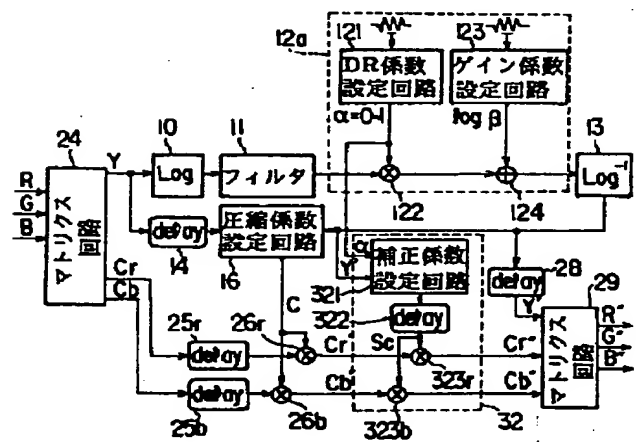 12a
121
DR係数
設定回路
123
ゲイン係数
設定回路
α=0-1
log β
24
マトリクス
回路
R
G
B
Y
Cr
Cb
10
Log
11
フィルタ
122
124
13
Log⁻¹
delay
14
圧縮係数
設定回路
16
C
α
Y"
補正係数
設定回路
321
322
delay
Sc
delay
28
Y"
29
マトリクス
回路
R"
G"
B"
25r
delay
26r
Cr'
323r
Cr"
delay
25b
26b
Cb'
323b
Cb"
32